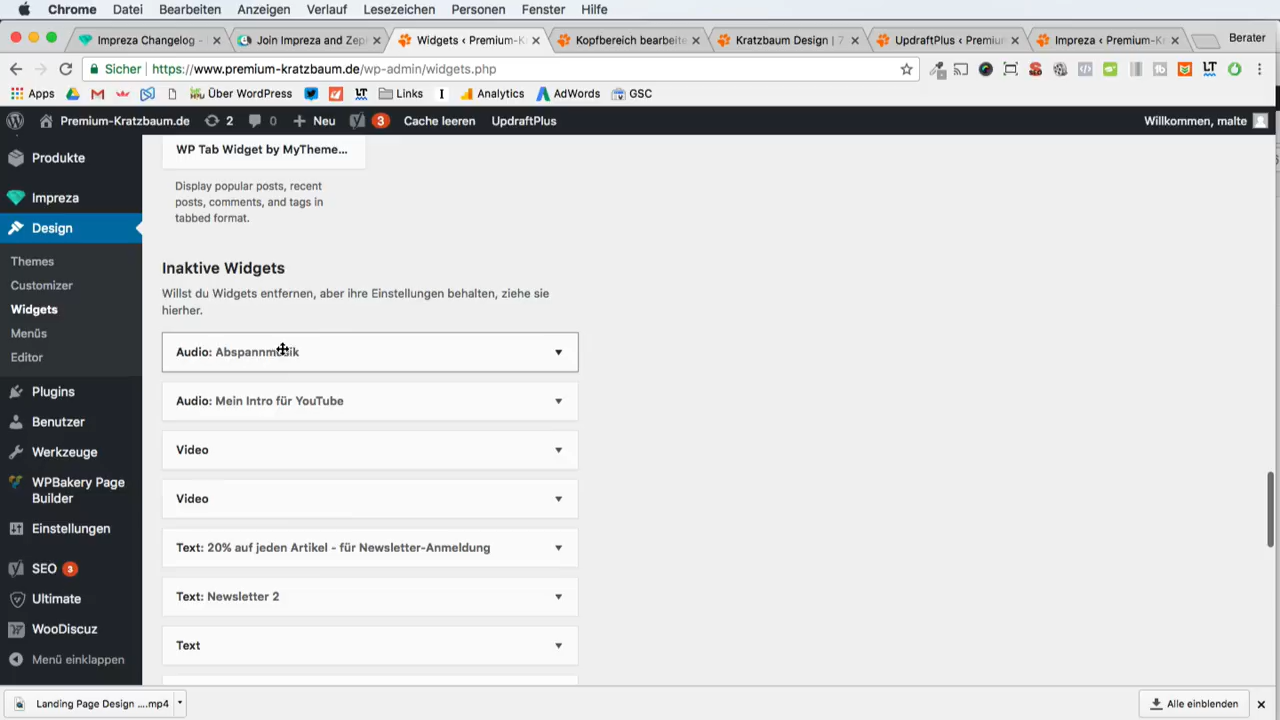 Chrome Datei Bearbeiten Anzeigen Verlauf Lesezeichen Personen Fenster Hilfe
Impreza Changelog - Join Impreza and Zep Widgets ‹ Premium-K Kopfbereich bearbeite Kratzbaum Design | 7 UpdraftPlus ‹ Premiu Impreza ‹ Premium-K Berater
Sicher | https://www.premium-kratzbaum.de/wp-admin/widgets.php
Apps Über WordPress Links Analytics AdWords GSC
Premium-Kratzbaum.de 2 0 Neu 3 Cache leeren UpdraftPlus Willkommen, malte
Produkte
Impreza
Design
Themes
Customizer
Widgets
Menüs
Editor
Plugins
Benutzer
Werkzeuge
WPBakery Page
Builder
Einstellungen
SEO 3
Ultimate
WooDiscuz
Menü einklappen
WP Tab Widget by MyTheme...
Display popular posts, recent
posts, comments, and tags in
tabbed format.
Inaktive Widgets
Willst du Widgets entfernen, aber ihre Einstellungen behalten, ziehe sie
hierher.
Audio: Abspannmusik
Audio: Mein Intro für YouTube
Video
Video
Text: 20% auf jeden Artikel - für Newsletter-Anmeldung
Text: Newsletter 2
Text
Landing Page Design ....mp4 Alle einblenden